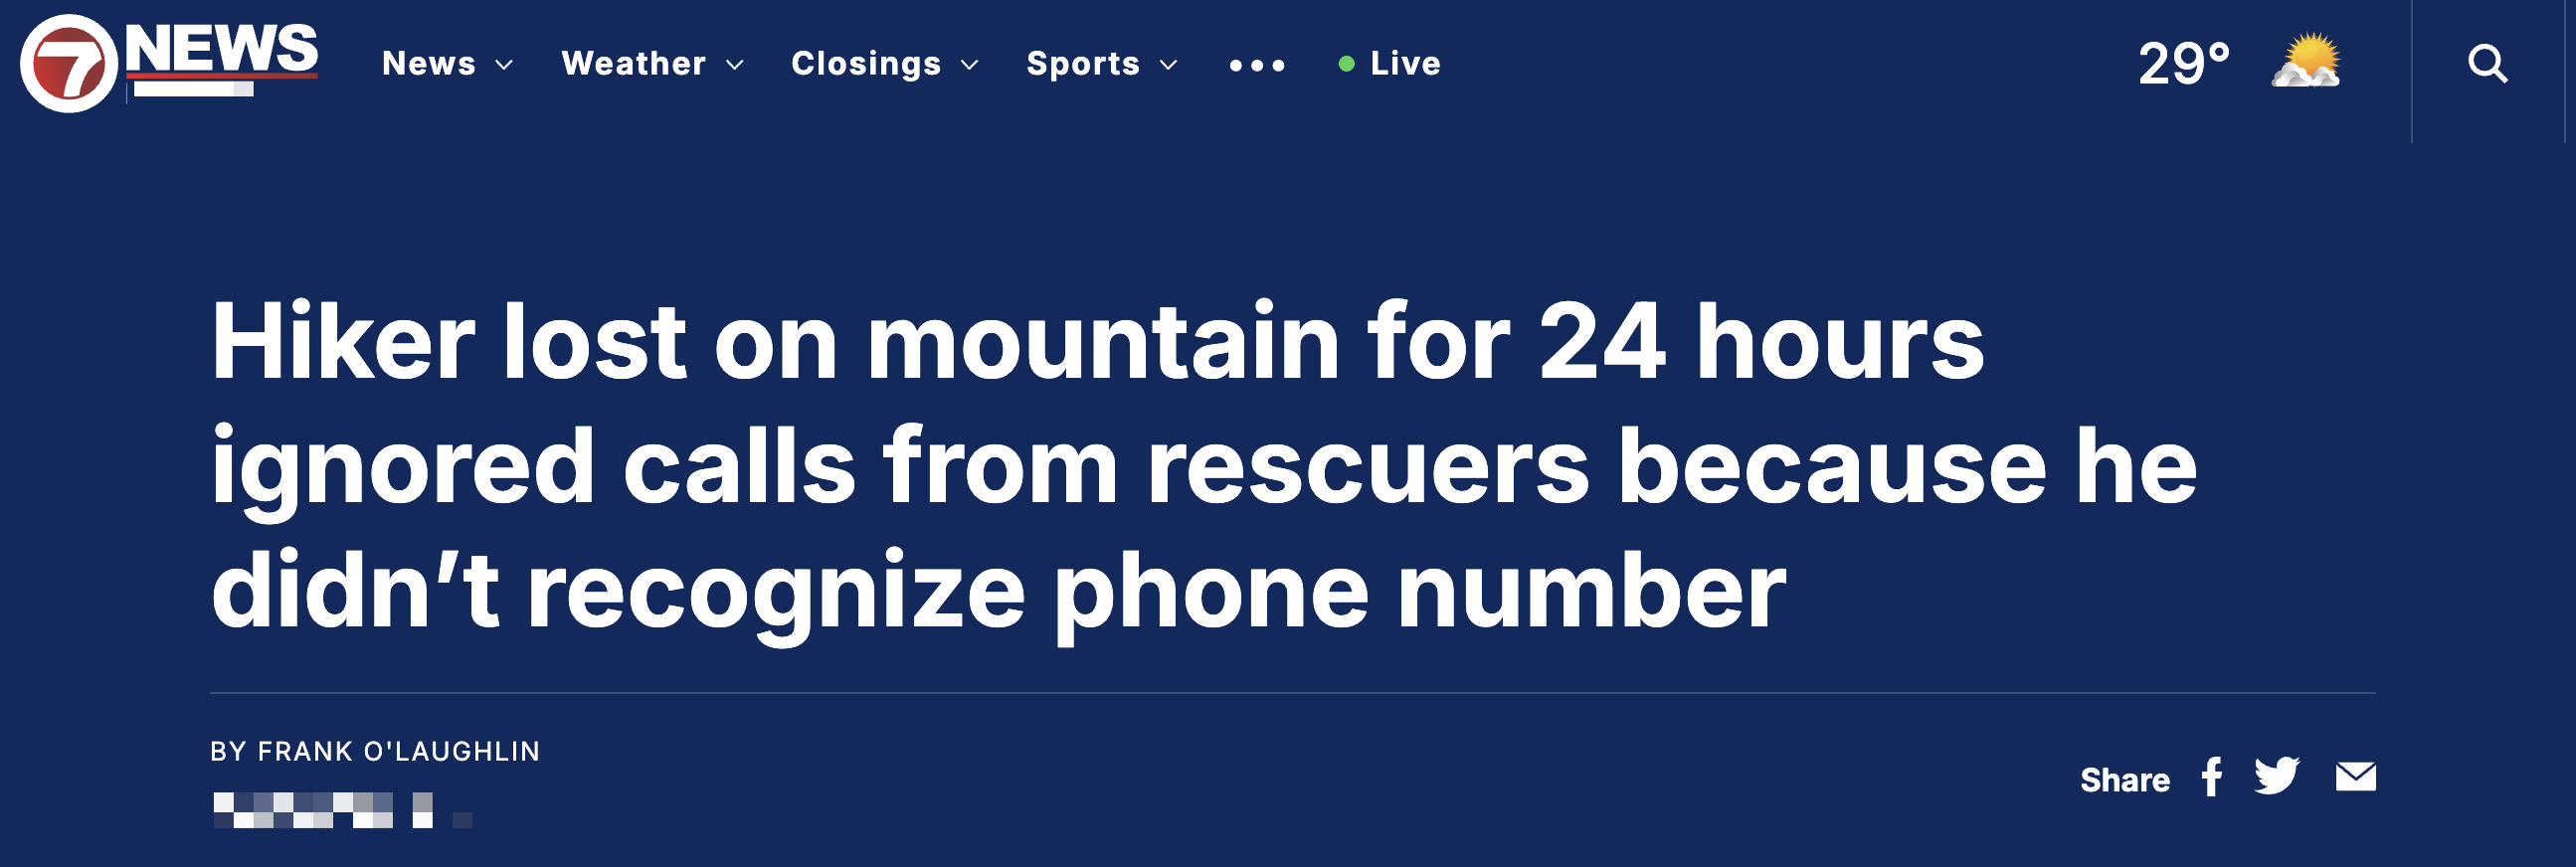 7 NEWS
News Weather Closings Sports Live 29°
Hiker lost on mountain for 24 hours
ignored calls from rescuers because he
didn’t recognize phone number
BY FRANK O'LAUGHLIN
Share